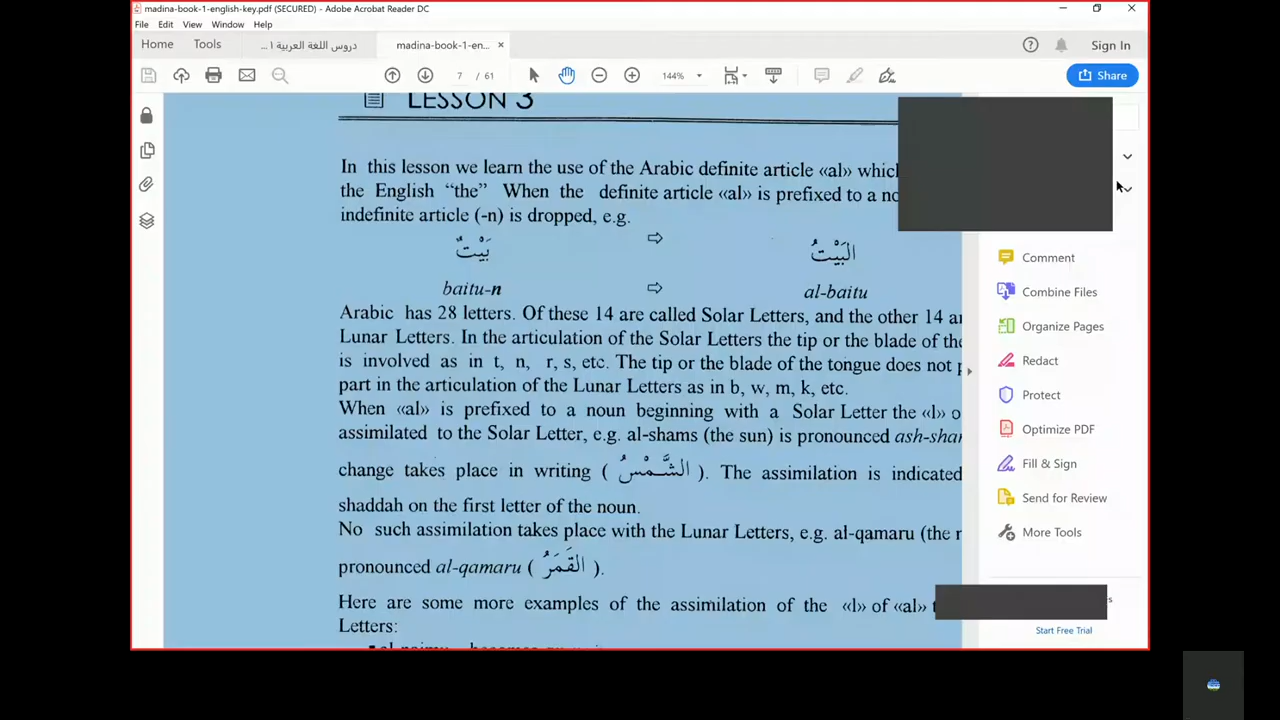 madina-book-1-english-key.pdf (SECURED) - Adobe Acrobat Reader DC
File Edit View Window Help
Home Tools دروس اللغة العربية ١ ... madina-book-1-en... ×
Sign In
7 / 61 144% Share
LESSON 3
In this lesson we learn the use of the Arabic definite article «al»
the English “the” When the definite article «al» is prefixed to a
indefinite article (-n) is dropped, e.g.
بَيْتٌ ⇨ البَيْتُ
baitu-n ⇨ al-baitu
Arabic has 28 letters. Of these 14 are called Solar Letters, and the other 14
Lunar Letters. In the articulation of the Solar Letters the tip or the blade of
is involved as in t, n, r, s, etc. The tip or the blade of the tongue does not
part in the articulation of the Lunar Letters as in b, w, m, k, etc.
When «al» is prefixed to a noun beginning with a Solar Letter the «l»
assimilated to the Solar Letter, e.g. al-shams (the sun) is pronounced
change takes place in writing ( الشَّمْسُ ). The assimilation is indicated
shaddah on the first letter of the noun.
No such assimilation takes place with the Lunar Letters, e.g. al-qamaru (the
pronounced al-qamaru ( القَمَرُ ).
Here are some more examples of the assimilation of the «l» of «al»
Letters:
Comment
Combine Files
Organize Pages
Redact
Protect
Optimize PDF
Fill & Sign
Send for Review
More Tools
Start Free Trial